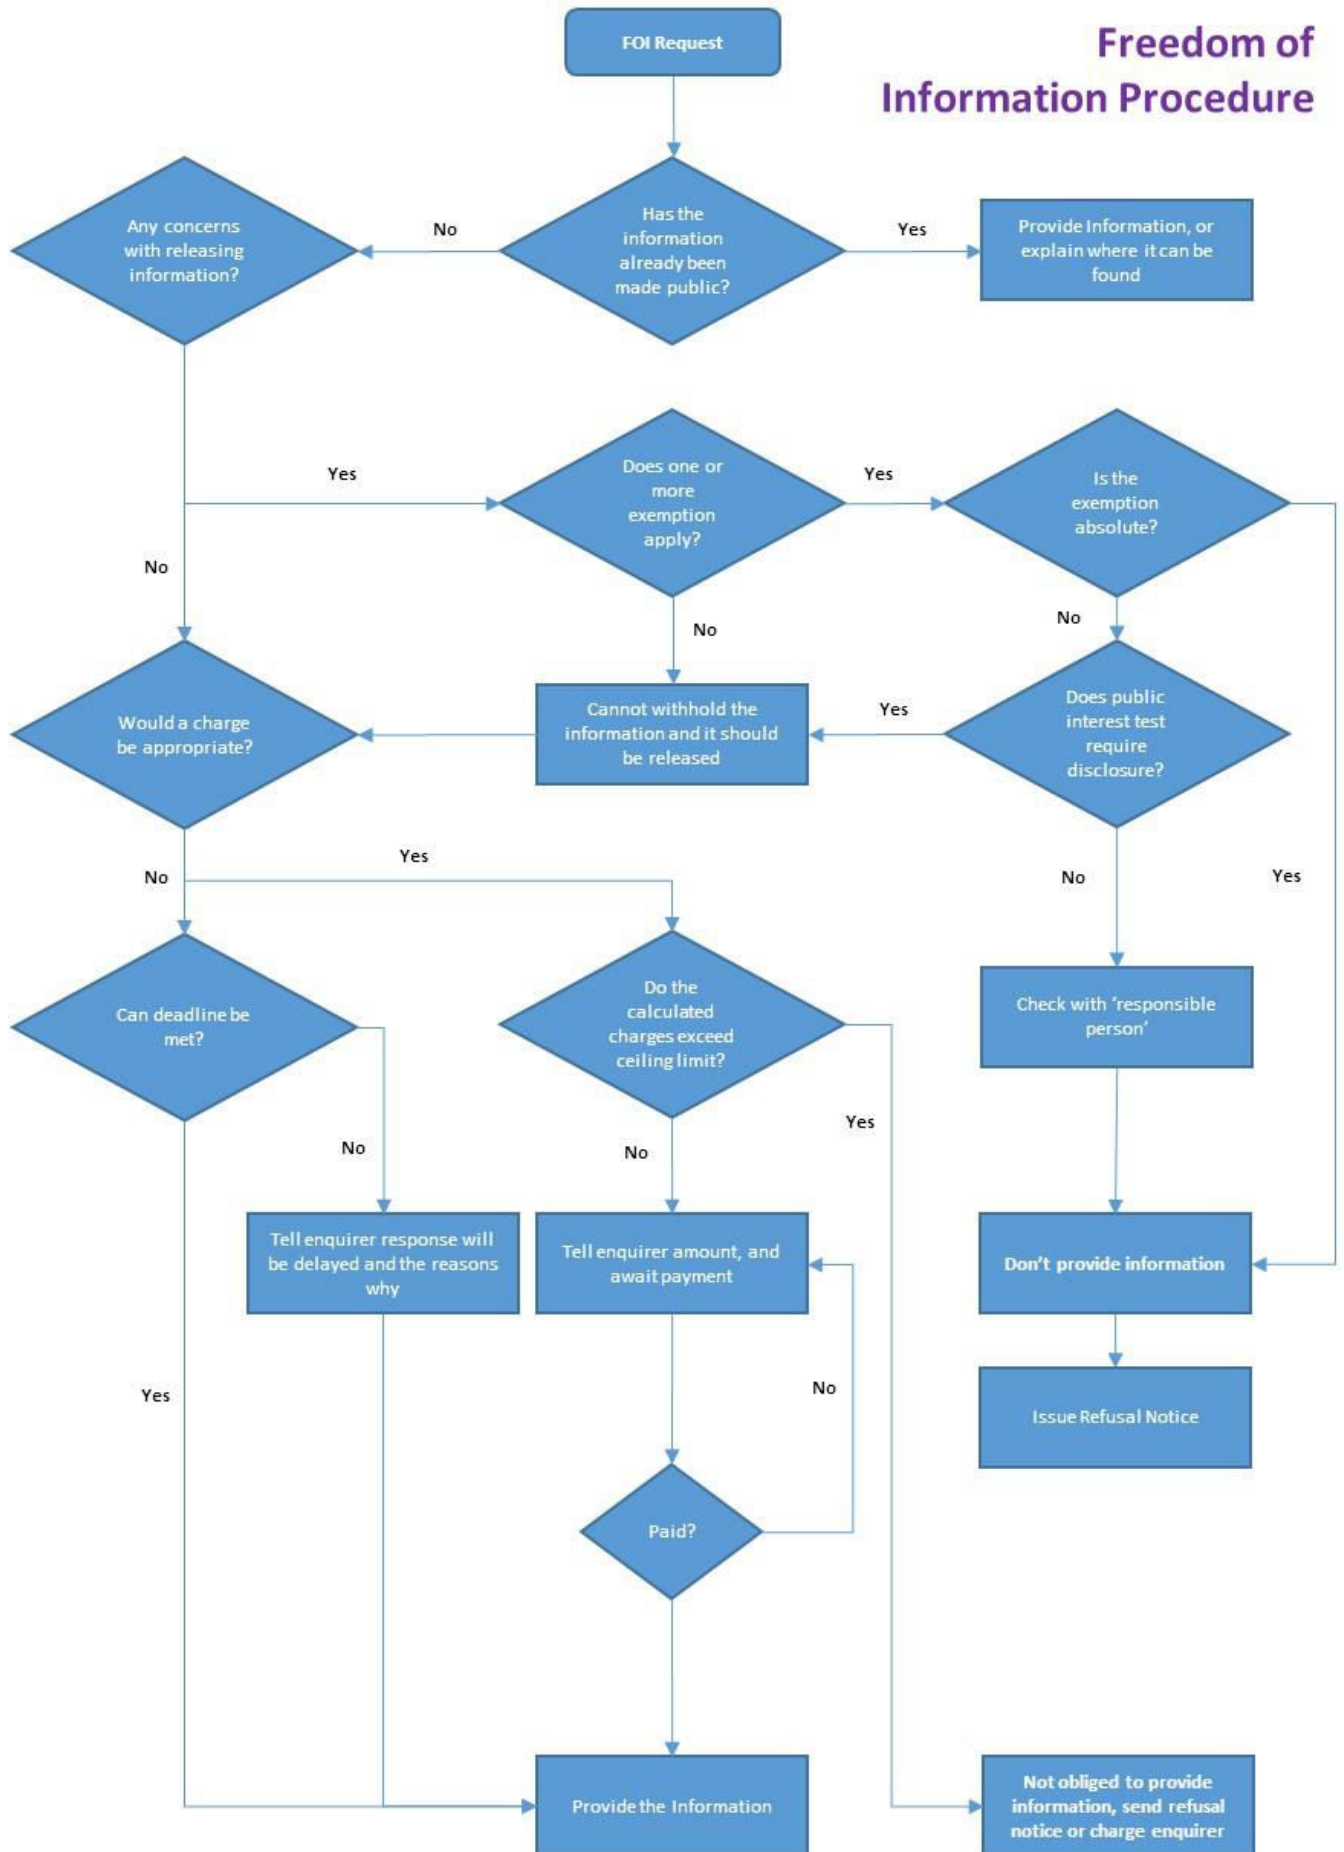 Freedom of
Information Procedure
FOI Request
Any concerns
with releasing
information?
No
Has the
information
already been
made public?
Yes
Provide Information, or
explain where it can be
found
Yes
Does one or
more
exemption
apply?
Yes
Is the
exemption
absolute?
No
No
No
Would a charge
be appropriate?
Cannot withhold the
information and it should
be released
Yes
Does public
interest test
require
disclosure?
Yes
No
No
Yes
Can deadline be
met?
Do the
calculated
charges exceed
ceiling limit?
Check with ‘responsible
person’
No
No
Yes
Tell enquirer response will
be delayed and the reasons
why
Tell enquirer amount, and
await payment
Don’t provide information
Yes
No
Issue Refusal Notice
Paid?
Provide the Information
Not obliged to provide
information, send refusal
notice or charge enquirer